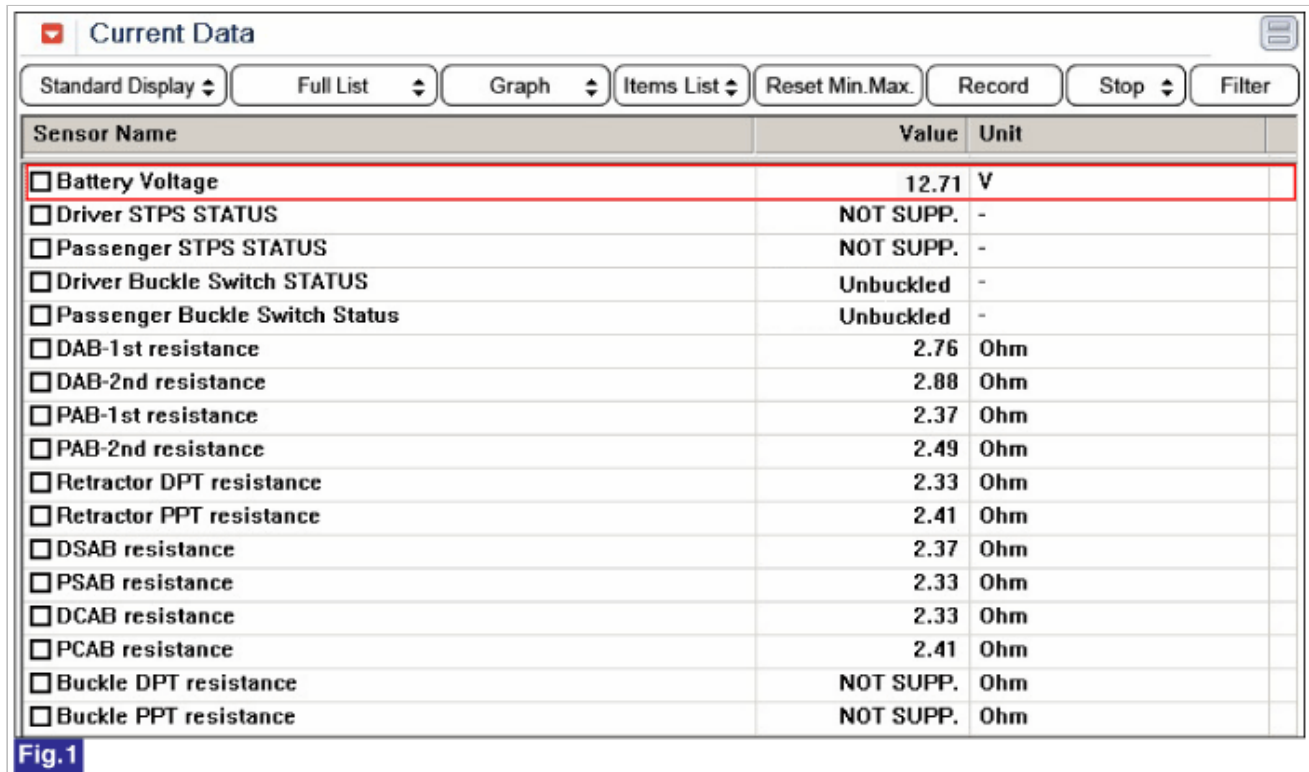 Current Data
Standard Display Full List Graph Items List Reset Min.Max. Record Stop Filter
Sensor Name Value Unit
Battery Voltage 12.71 V
Driver STPS STATUS NOT SUPP. -
Passenger STPS STATUS NOT SUPP. -
Driver Buckle Switch STATUS Unbuckled -
Passenger Buckle Switch Status Unbuckled -
DAB-1st resistance 2.76 Ohm
DAB-2nd resistance 2.88 Ohm
PAB-1st resistance 2.37 Ohm
PAB-2nd resistance 2.49 Ohm
Retractor DPT resistance 2.33 Ohm
Retractor PPT resistance 2.41 Ohm
DSAB resistance 2.37 Ohm
PSAB resistance 2.33 Ohm
DCAB resistance 2.33 Ohm
PCAB resistance 2.41 Ohm
Buckle DPT resistance NOT SUPP. Ohm
Buckle PPT resistance NOT SUPP. Ohm
Fig.1